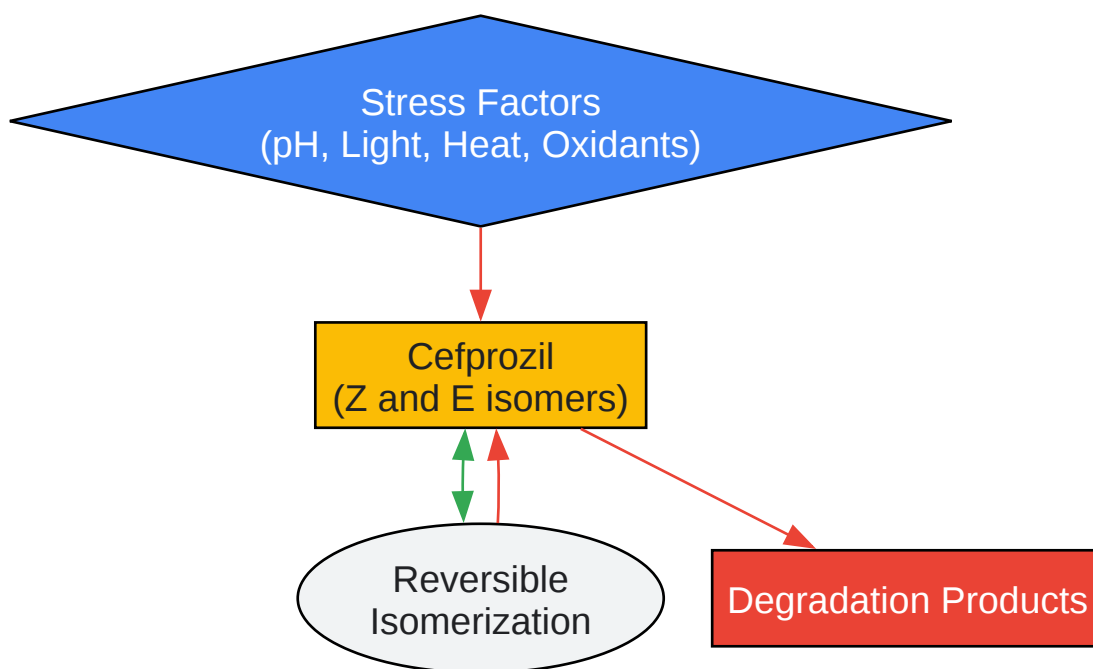 Stress Factors
(pH, Light, Heat, Oxidants)
Cefprozil
(Z and E isomers)
Reversible
Isomerization
Degradation Products